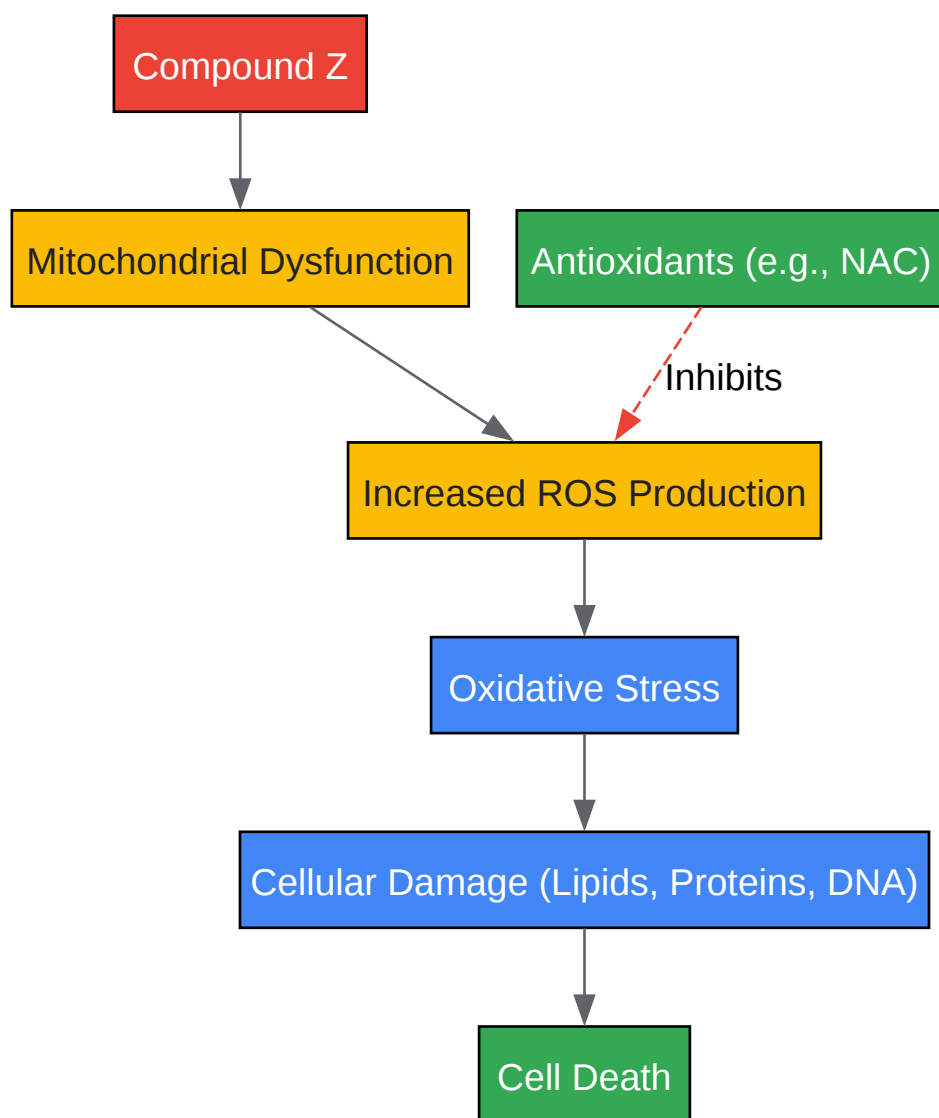 Compound Z
Mitochondrial Dysfunction
Antioxidants (e.g., NAC)
Inhibits
Increased ROS Production
Oxidative Stress
Cellular Damage (Lipids, Proteins, DNA)
Cell Death